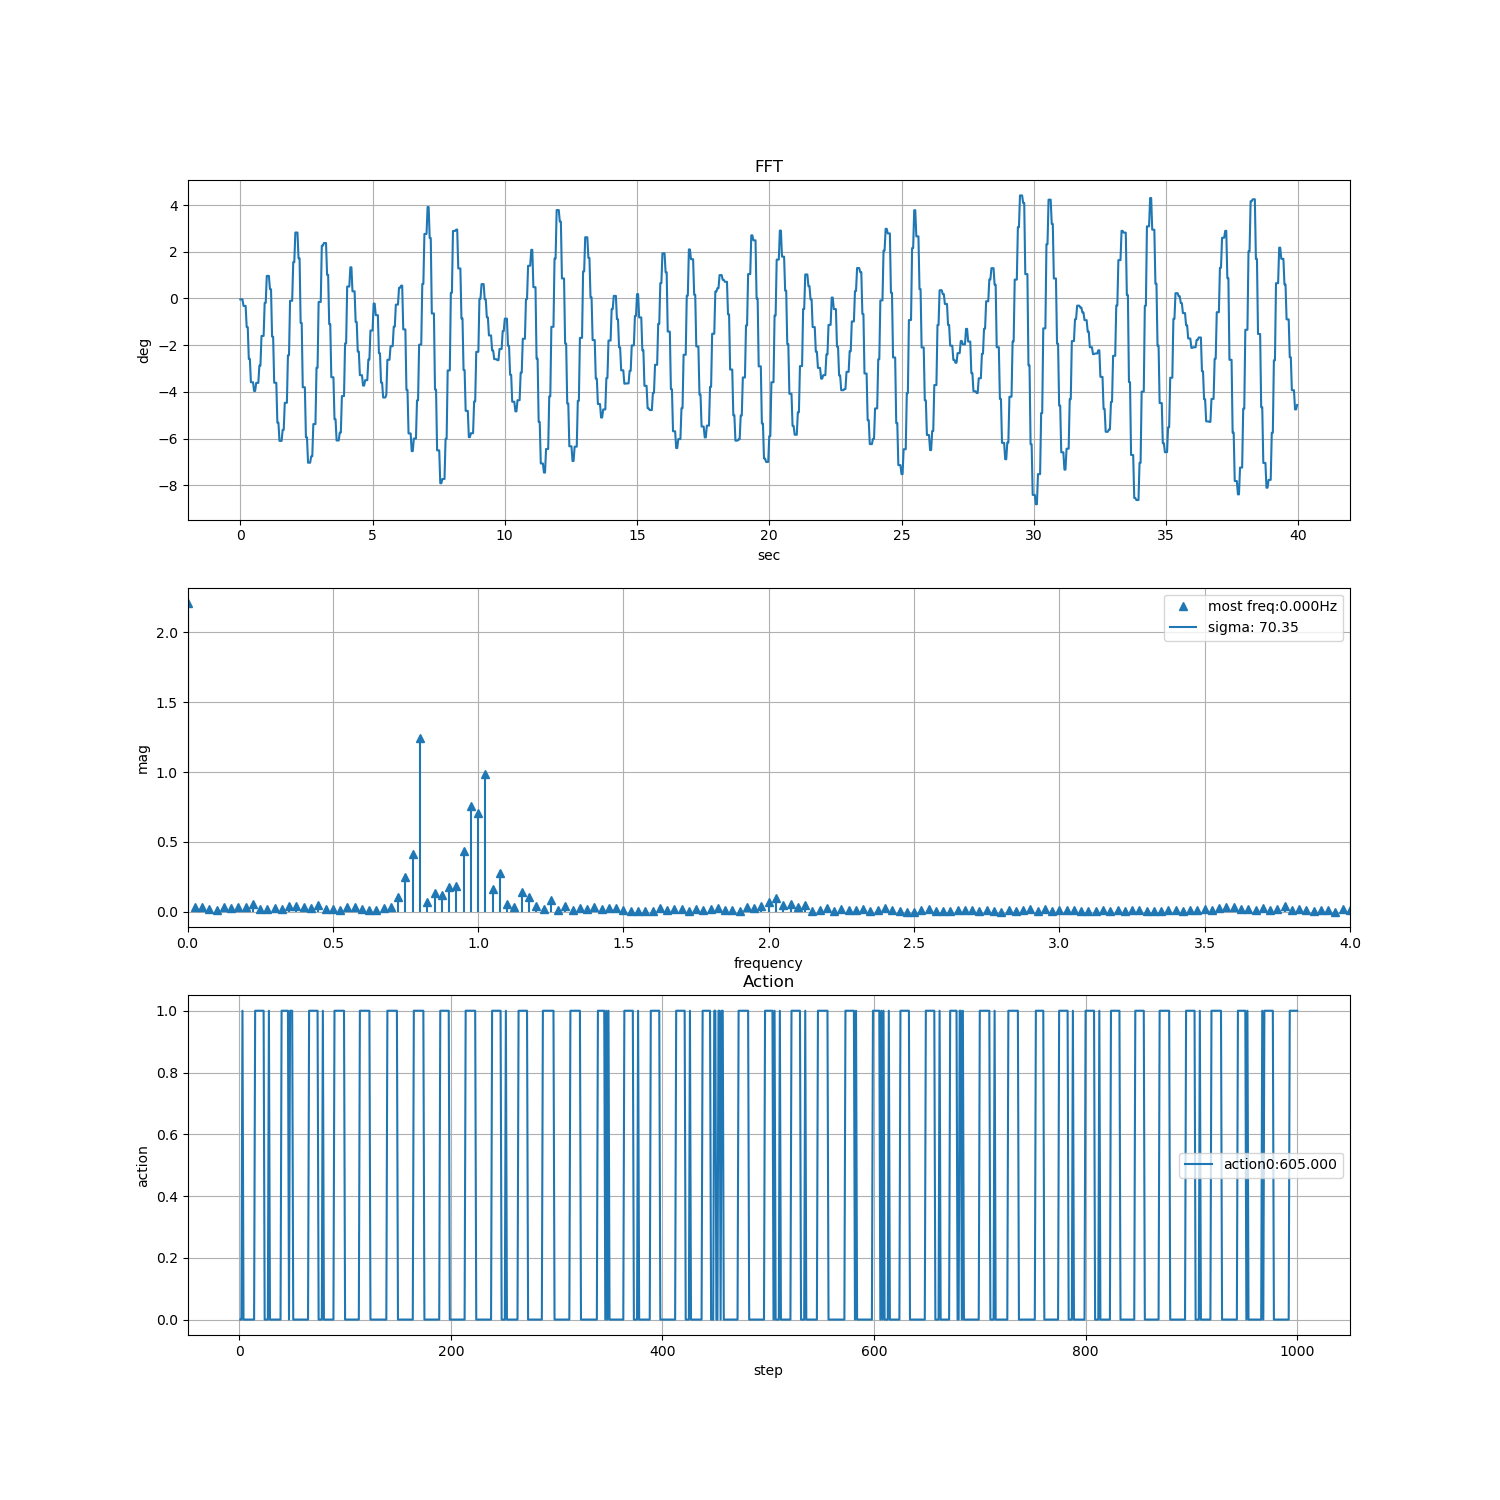 FFT
4
2
0
−2
−4
−6
−8
deg
0 5 10 15 20 25 30 35 40
sec
most freq:0.000Hz
sigma: 70.35
2.0
1.5
1.0
0.5
0.0
mag
0.0 0.5 1.0 1.5 2.0 2.5 3.0 3.5 4.0
frequency
Action
1.0
0.8
0.6
0.4
0.2
0.0
action
action0:605.000
0 200 400 600 800 1000
step